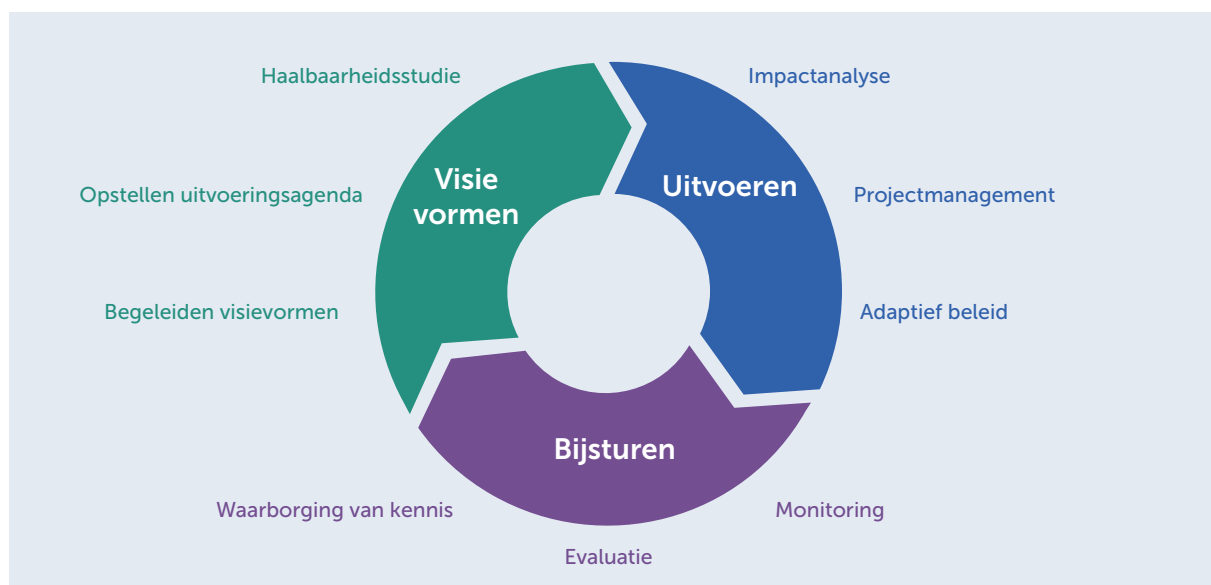 Haalbaarheidsstudie
Impactanalyse
Visie
vormen
Uitvoeren
Opstellen uitvoeringsagenda
Projectmanagement
Begeleiden visievormen
Adaptief beleid
Bijsturen
Waarborging van kennis
Monitoring
Evaluatie